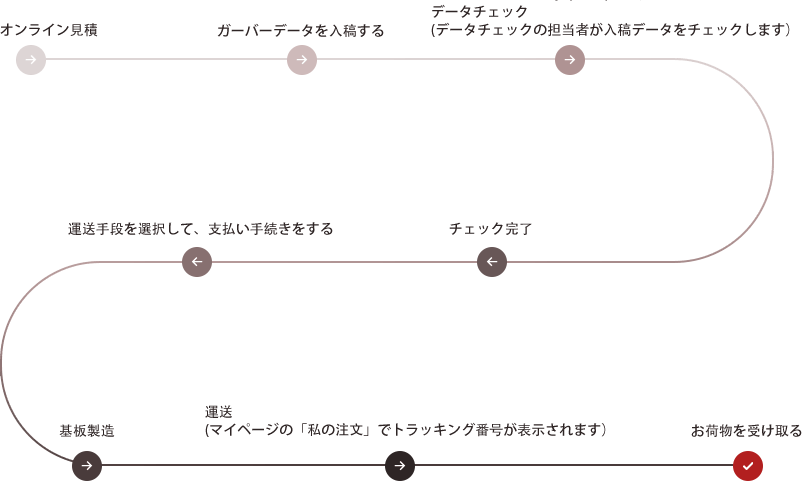 オンライン見積
ガーバーデータを入稿する
データチェック
(データチェックの担当者が入稿データをチェックします)
チェック完了
運送手段を選択して、支払い手続きをする
基板製造
運送
(マイページの「私の注文」でトラッキング番号が表示されます)
お荷物を受け取る